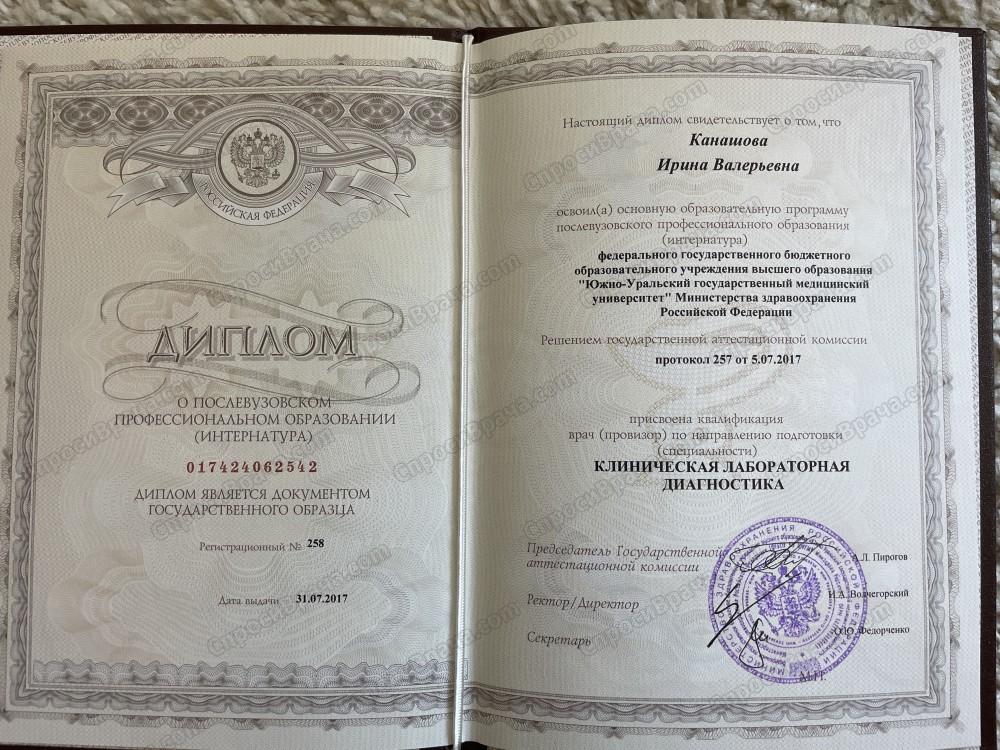 РОССИЙСКАЯ ФЕДЕРАЦИЯ
ДИПЛОМ
О ПОСЛЕВУЗОВСКОМ
ПРОФЕССИОНАЛЬНОМ ОБРАЗОВАНИИ
(ИНТЕРНАТУРА)
017424062542
ДИПЛОМ ЯВЛЯЕТСЯ ДОКУМЕНТОМ
ГОСУДАРСТВЕННОГО ОБРАЗЦА
Регистрационный № 258
Дата выдачи 31.07.2017
Настоящий диплом свидетельствует о том, что
Канашова
Ирина Валерьевна
освоил(а) основную образовательную программу
послевузовского профессионального образования
(интернатура)
федерального государственного бюджетного
образовательного учреждения высшего образования
"Южно-Уральский государственный медицинский
университет" Министерства здравоохранения
Российской Федерации
Решением государственной аттестационной комиссии
протокол 257 от 5.07.2017
присвоена квалификация
врач (провизор) по направлению подготовки
(специальности)
КЛИНИЧЕСКАЯ ЛАБОРАТОРНАЯ
ДИАГНОСТИКА
Председатель Государственной
аттестационной комиссии
Л. Пирогов
Ректор/Директор
И.А. Волчегорский
Секретарь
О.Ю. Федорченко
М.П.
СпросиВрача.com